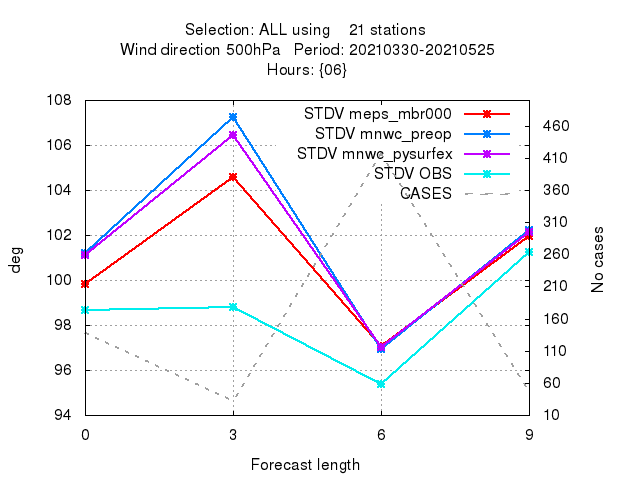 Selection: ALL using 21 stations
Wind direction 500hPa Period: 20210330-20210525
Hours: {06}
108
106
104
102
100
98
96
94
deg
STDV meps_mbr000
STDV mnwc_preop
STDV mnwc_pysurfex
STDV OBS
CASES
460
410
360
310
260
210
160
110
60
10
No cases
0 3 6 9
Forecast length